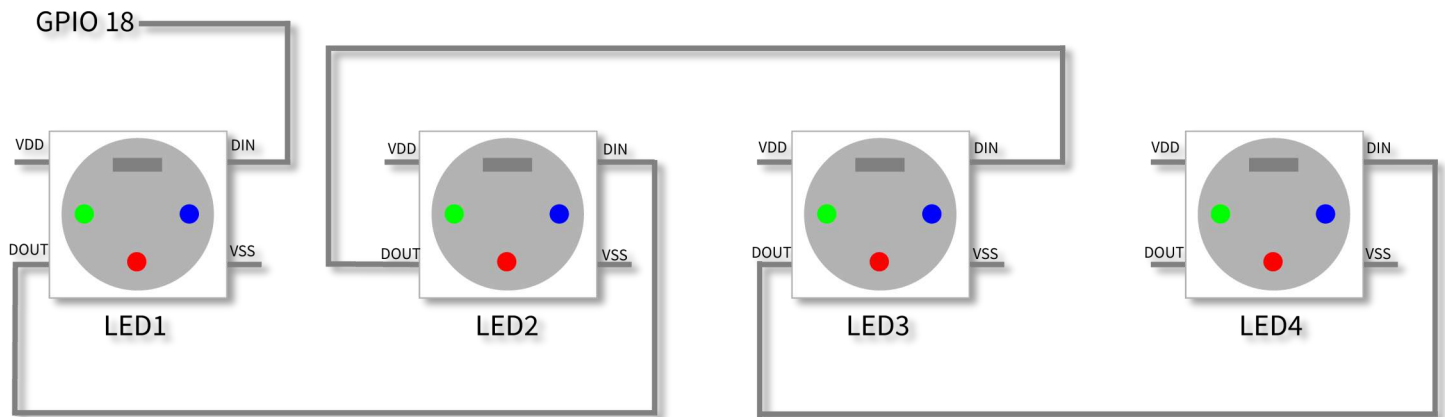 GPIO 18
VDD DIN VDD DIN VDD DIN VDD DIN
DOUT VSS DOUT VSS DOUT VSS DOUT VSS
LED1 LED2 LED3 LED4